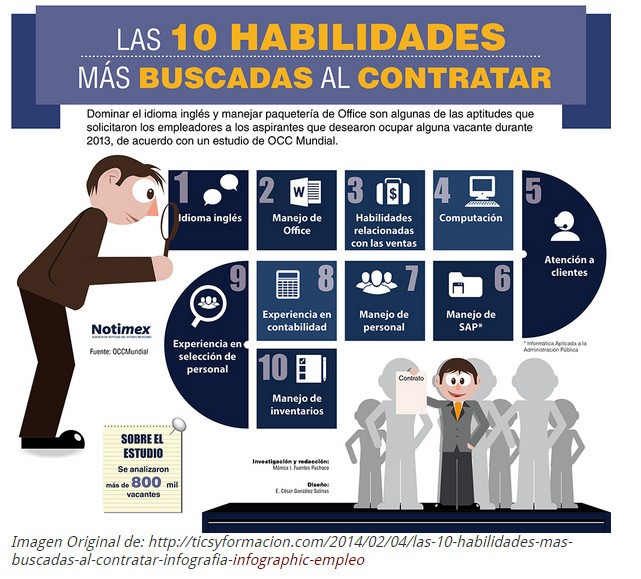 LAS 10 HABILIDADES
MÁS BUSCADAS AL CONTRATAR
Dominar el idioma inglés y manejar paquetería de Office son algunas de las aptitudes que
solicitaron los empleadores a los aspirantes que desearon ocupar alguna vacante durante
2013, de acuerdo con un estudio de OCC Mundial.
1
Idioma inglés
2
W
Manejo de
Office
3
$
Habilidades
relacionadas
con las ventas
4
Computación
5
Atención a
clientes
6
Manejo de
SAP*
* Informática Aplicada a la
Administración Pública
7
Manejo de
personal
8
Experiencia en
contabilidad
9
Experiencia en
selección de
personal
10
Manejo de
inventarios
Notimex
AGENCIA DE NOTICIAS DEL ESTADO MEXICANO
Fuente: OCCMundial
Contrato
SOBRE EL
ESTUDIO
Se analizaron
más de 800 mil
vacantes
Investigación y redacción:
Mónica I. Fuentes Pacheco
Diseño:
E. César González Salinas
Imagen Original de: http://ticsyformacion.com/2014/02/04/las-10-habilidades-mas-
buscadas-al-contratar-infografia-infographic-empleo